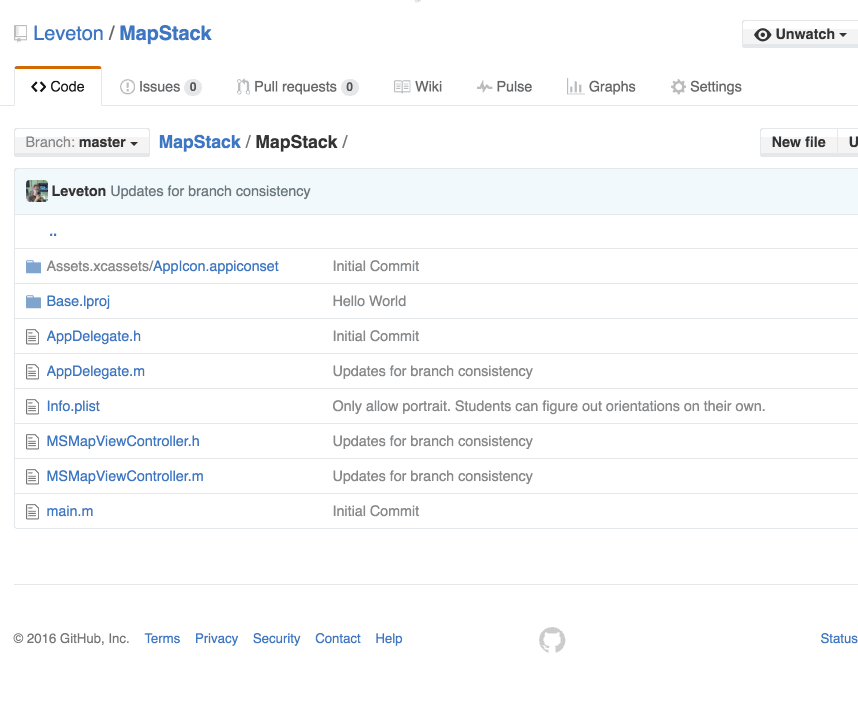 Leveton / MapStack
Unwatch
Code
Issues 0
Pull requests 0
Wiki
Pulse
Graphs
Settings
Branch: master
MapStack / MapStack /
New file
U
Leveton Updates for branch consistency
..
Assets.xcassets/AppIcon.appiconset Initial Commit
Base.lproj Hello World
AppDelegate.h Initial Commit
AppDelegate.m Updates for branch consistency
Info.plist Only allow portrait. Students can figure out orientations on their own.
MSMapViewController.h Updates for branch consistency
MSMapViewController.m Updates for branch consistency
main.m Initial Commit
© 2016 GitHub, Inc. Terms Privacy Security Contact Help Status